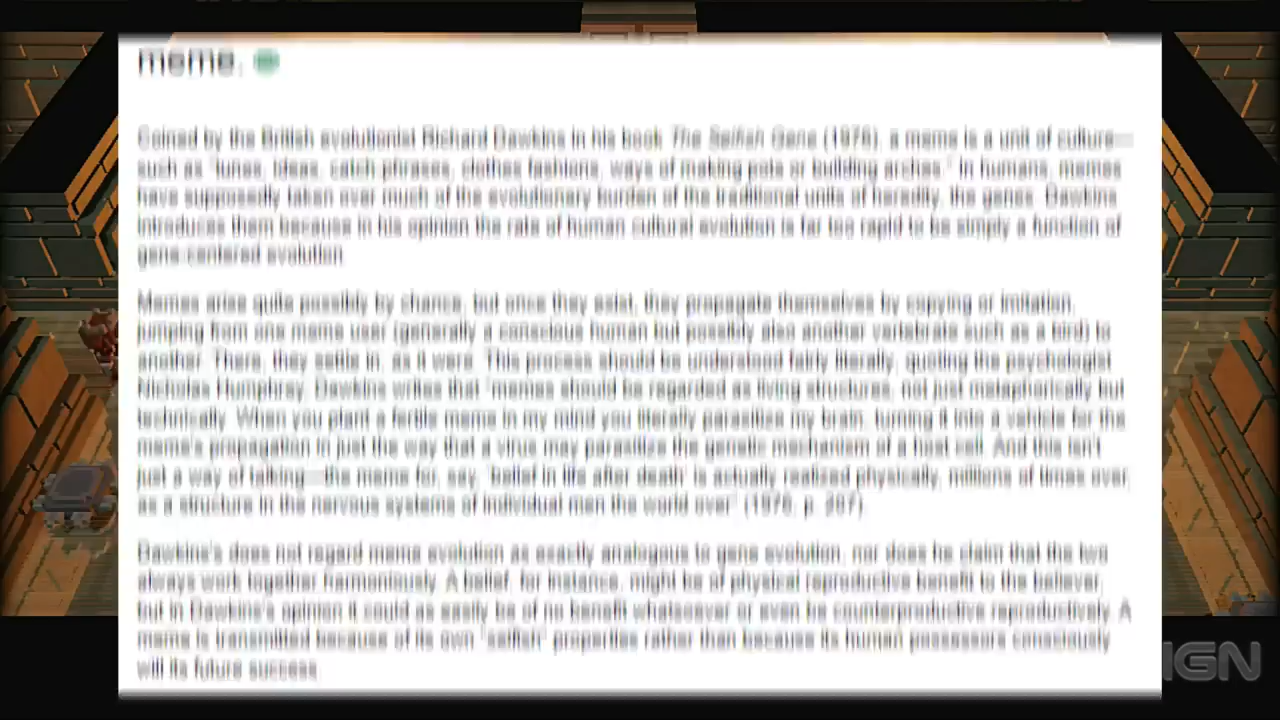 meme.
Coined by the British evolutionist Richard Dawkins in his book The Selfish Gene (1976), a meme is a unit of culture—
such as "tunes, ideas, catch phrases, clothes fashions, ways of making pots or building arches." In humans, memes
have supposedly taken over much of the evolutionary burden of the traditional units of heredity, the genes. Dawkins
introduces them because in his opinion the rate of human cultural evolution is far too rapid to be simply a function of
gene-centered evolution.
Memes arise quite possibly by chance, but once they exist, they propagate themselves by copying or imitation,
jumping from one meme user (generally a conscious human but possibly also another vertebrate such as a bird) to
another. There, they settle in, as it were. This process should be understood fairly literally, quoting the psychologist
Nicholas Humphrey, Dawkins writes that "memes should be regarded as living structures, not just metaphorically but
technically. When you plant a fertile meme in my mind you literally parasitise my brain, turning it into a vehicle for the
meme's propagation in just the way that a virus may parasitise the genetic mechanism of a host cell. And this isn't
just a way of talking—the meme for, say, 'belief in life after death' is actually realised physically, millions of times over,
as a structure in the nervous systems of individual men the world over" (1976, p. 207).
Dawkins's does not regard meme evolution as exactly analogous to gene evolution, nor does he claim that the two
always work together harmoniously. A belief, for instance, might be of physical reproductive benefit to the believer,
but in Dawkins's opinion it could as easily be of no benefit whatsoever or even be counterproductive reproductively. A
meme is transmitted because of its own "selfish" properties rather than because its human possessors consciously
will its future success.
IGN